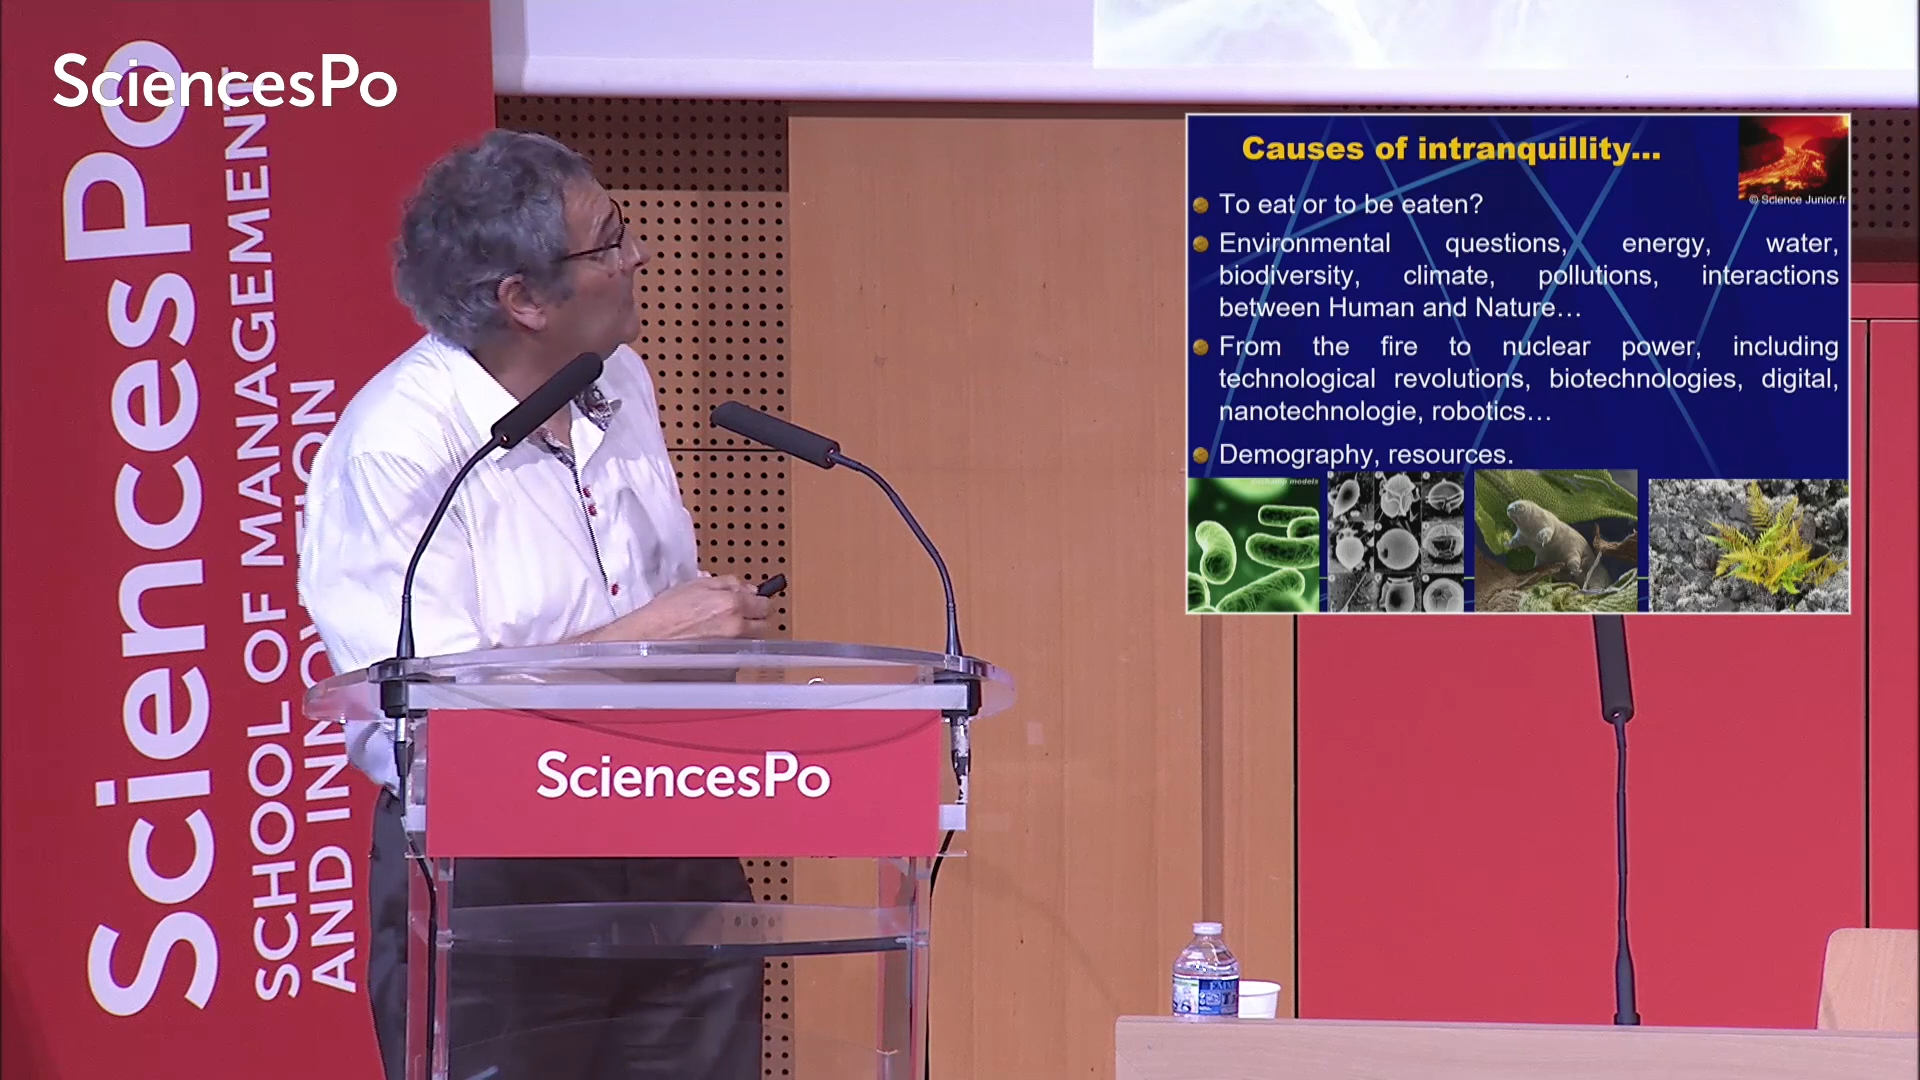 SciencesPo
SciencesPo
SCHOOL OF MANAGEMENT
AND INNOVATION
Causes of intranquillity...
© Science Junior.fr
To eat or to be eaten?
Environmental questions, energy, water,
biodiversity, climate, pollutions, interactions
between Human and Nature…
From the fire to nuclear power, including
technological revolutions, biotechnologies, digital,
nanotechnologie, robotics…
Demography, resources.
SciencesPo